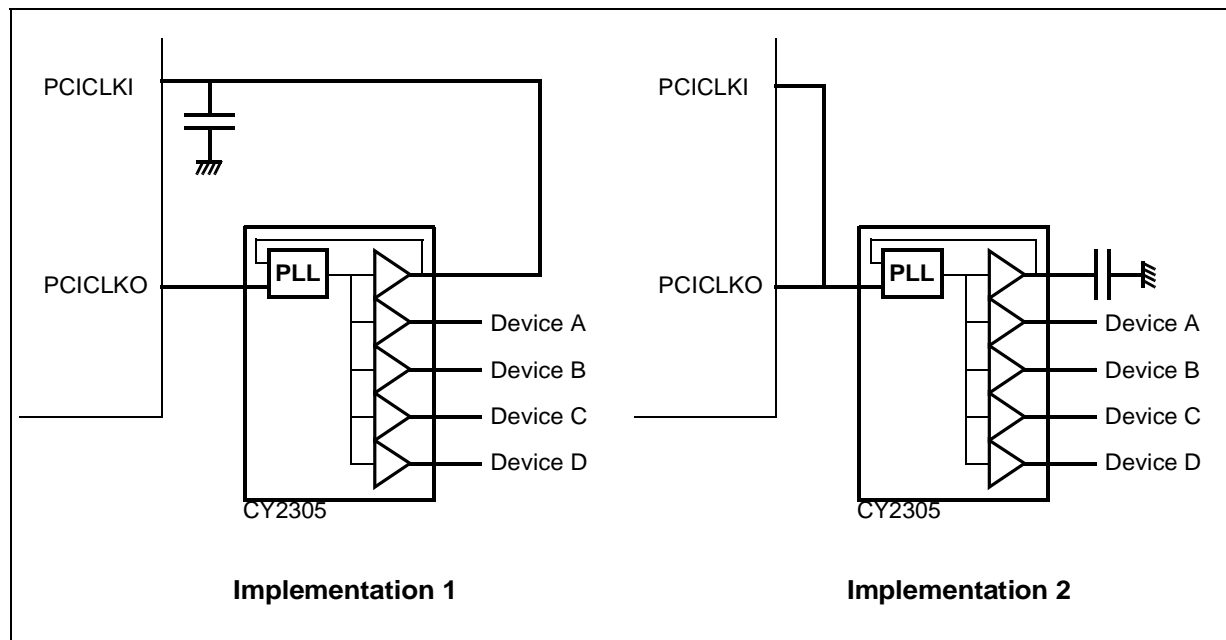 PCICLKI
PCICLKO
PLL
Device A
Device B
Device C
Device D
CY2305
Implementation 1
PCICLKI
PCICLKO
PLL
Device A
Device B
Device C
Device D
CY2305
Implementation 2